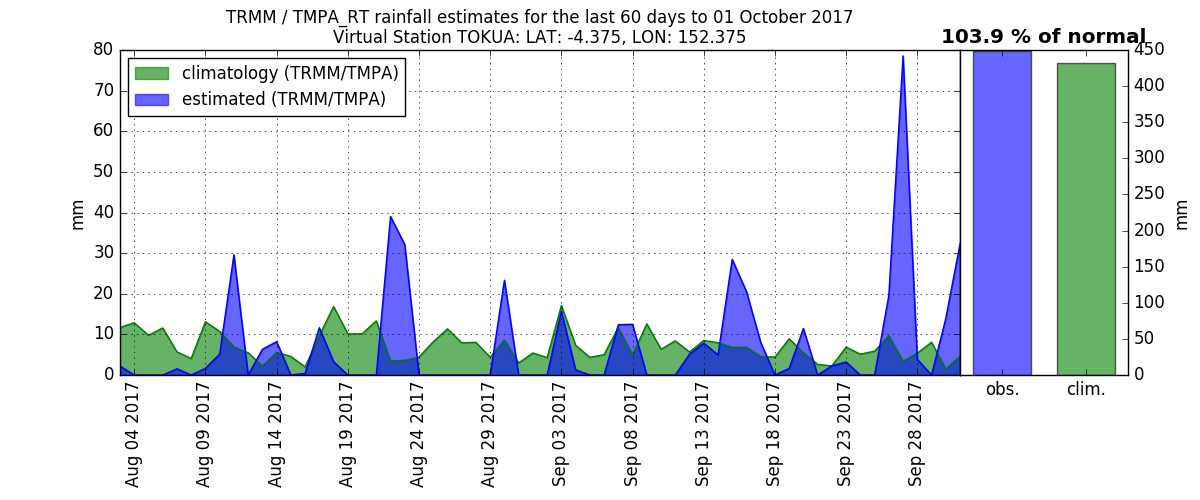 TRMM / TMPA_RT rainfall estimates for the last 60 days to 01 October 2017
Virtual Station TOKUA: LAT: -4.375, LON: 152.375
103.9 % of normal
climatology (TRMM/TMPA)
estimated (TRMM/TMPA)
mm
80
70
60
50
40
30
20
10
0
Aug 04 2017
Aug 09 2017
Aug 14 2017
Aug 19 2017
Aug 24 2017
Aug 29 2017
Sep 03 2017
Sep 08 2017
Sep 13 2017
Sep 18 2017
Sep 23 2017
Sep 28 2017
450
400
350
300
250
200
150
100
50
0
mm
obs.
clim.